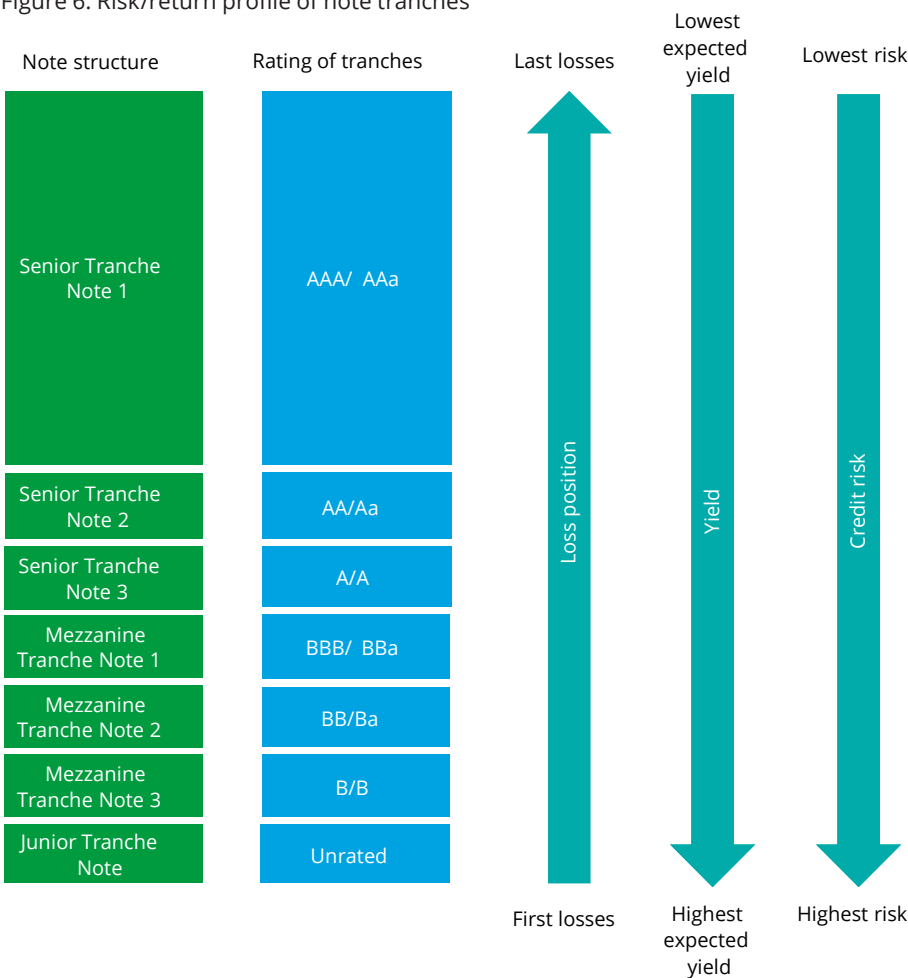 Figure 6. Risk/return profile of note tranches
Note structure
Rating of tranches
Last losses
Lowest
expected
yield
Lowest risk
Senior Tranche
Note 1
AAA/ AAa
Senior Tranche
Note 2
AA/Aa
Senior Tranche
Note 3
A/A
Mezzanine
Tranche Note 1
BBB/ BBa
Mezzanine
Tranche Note 2
BB/Ba
Mezzanine
Tranche Note 3
B/B
Junior Tranche
Note
Unrated
Loss position
Yield
Credit risk
First losses
Highest
expected
yield
Highest risk